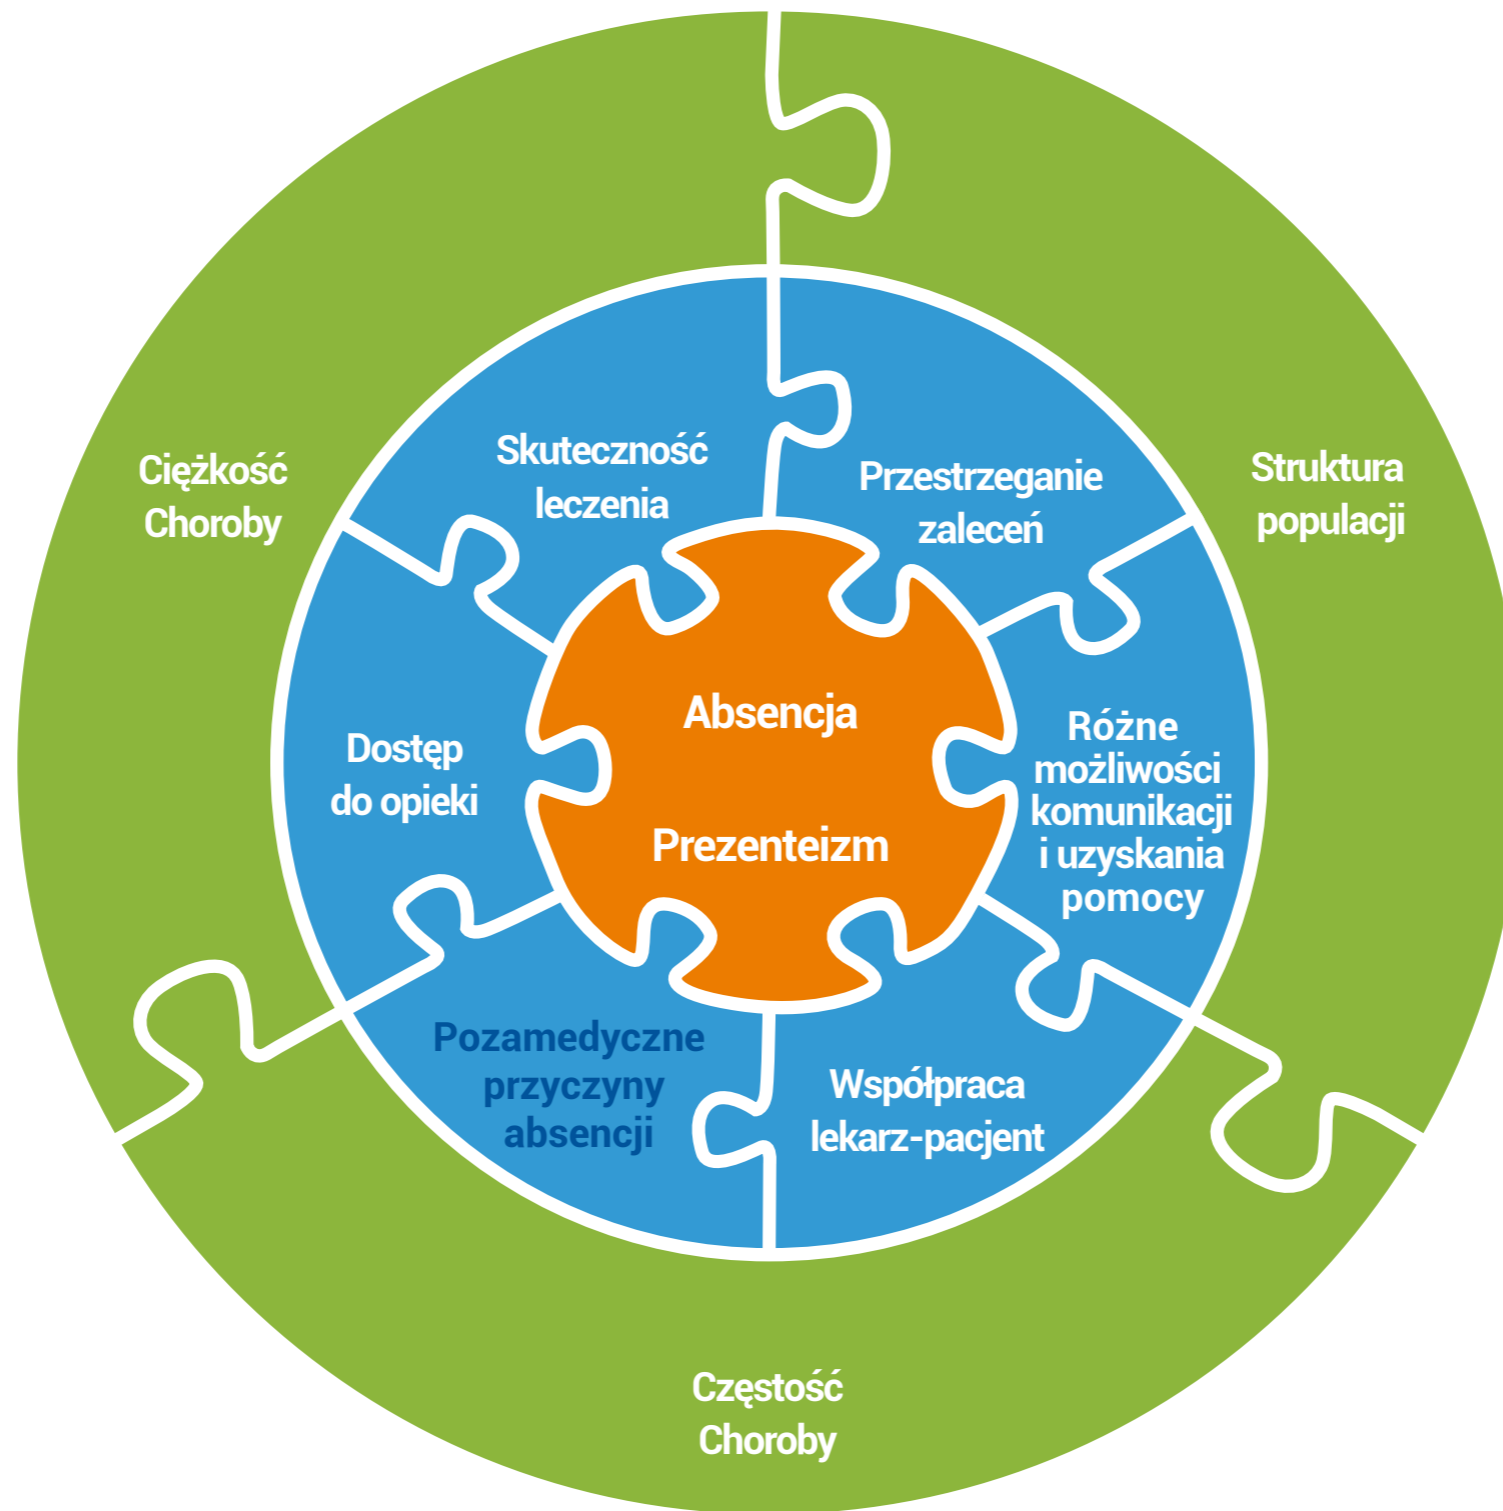 Ciężkość
Choroby
Struktura
populacji
Skuteczność
leczenia
Przestrzeganie
zaleceń
Dostęp
do opieki
Absencja
Prezenteizm
Różne
możliwości
komunikacji
i uzyskania
pomocy
Pozamedyczne
przyczyny
absencji
Współpraca
lekarz-pacjent
Częstość
Choroby